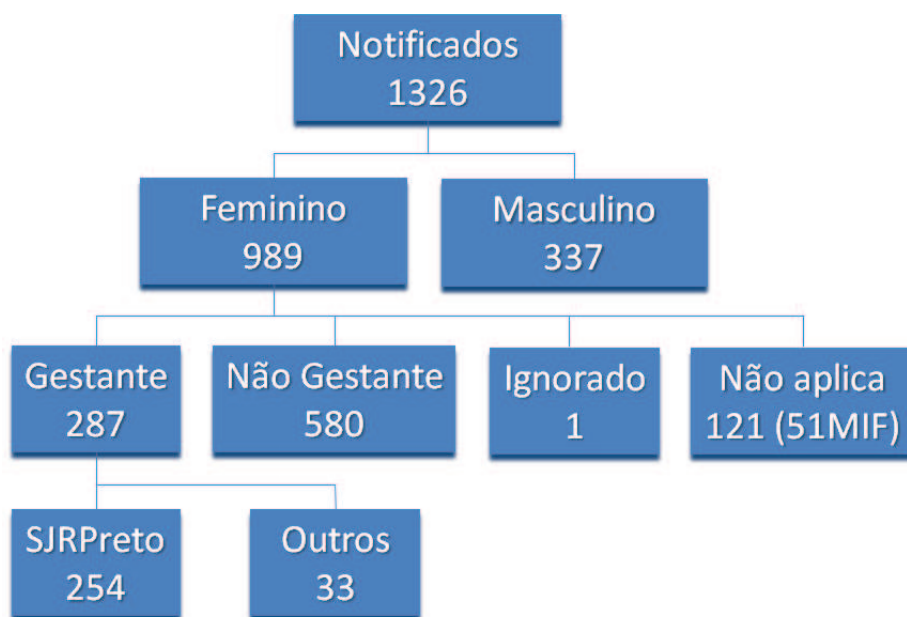 Notificados
1326
Feminino
989
Masculino
337
Gestante
287
Não Gestante
580
Ignorado
1
Não aplica
121 (51MIF)
SJRPreto
254
Outros
33